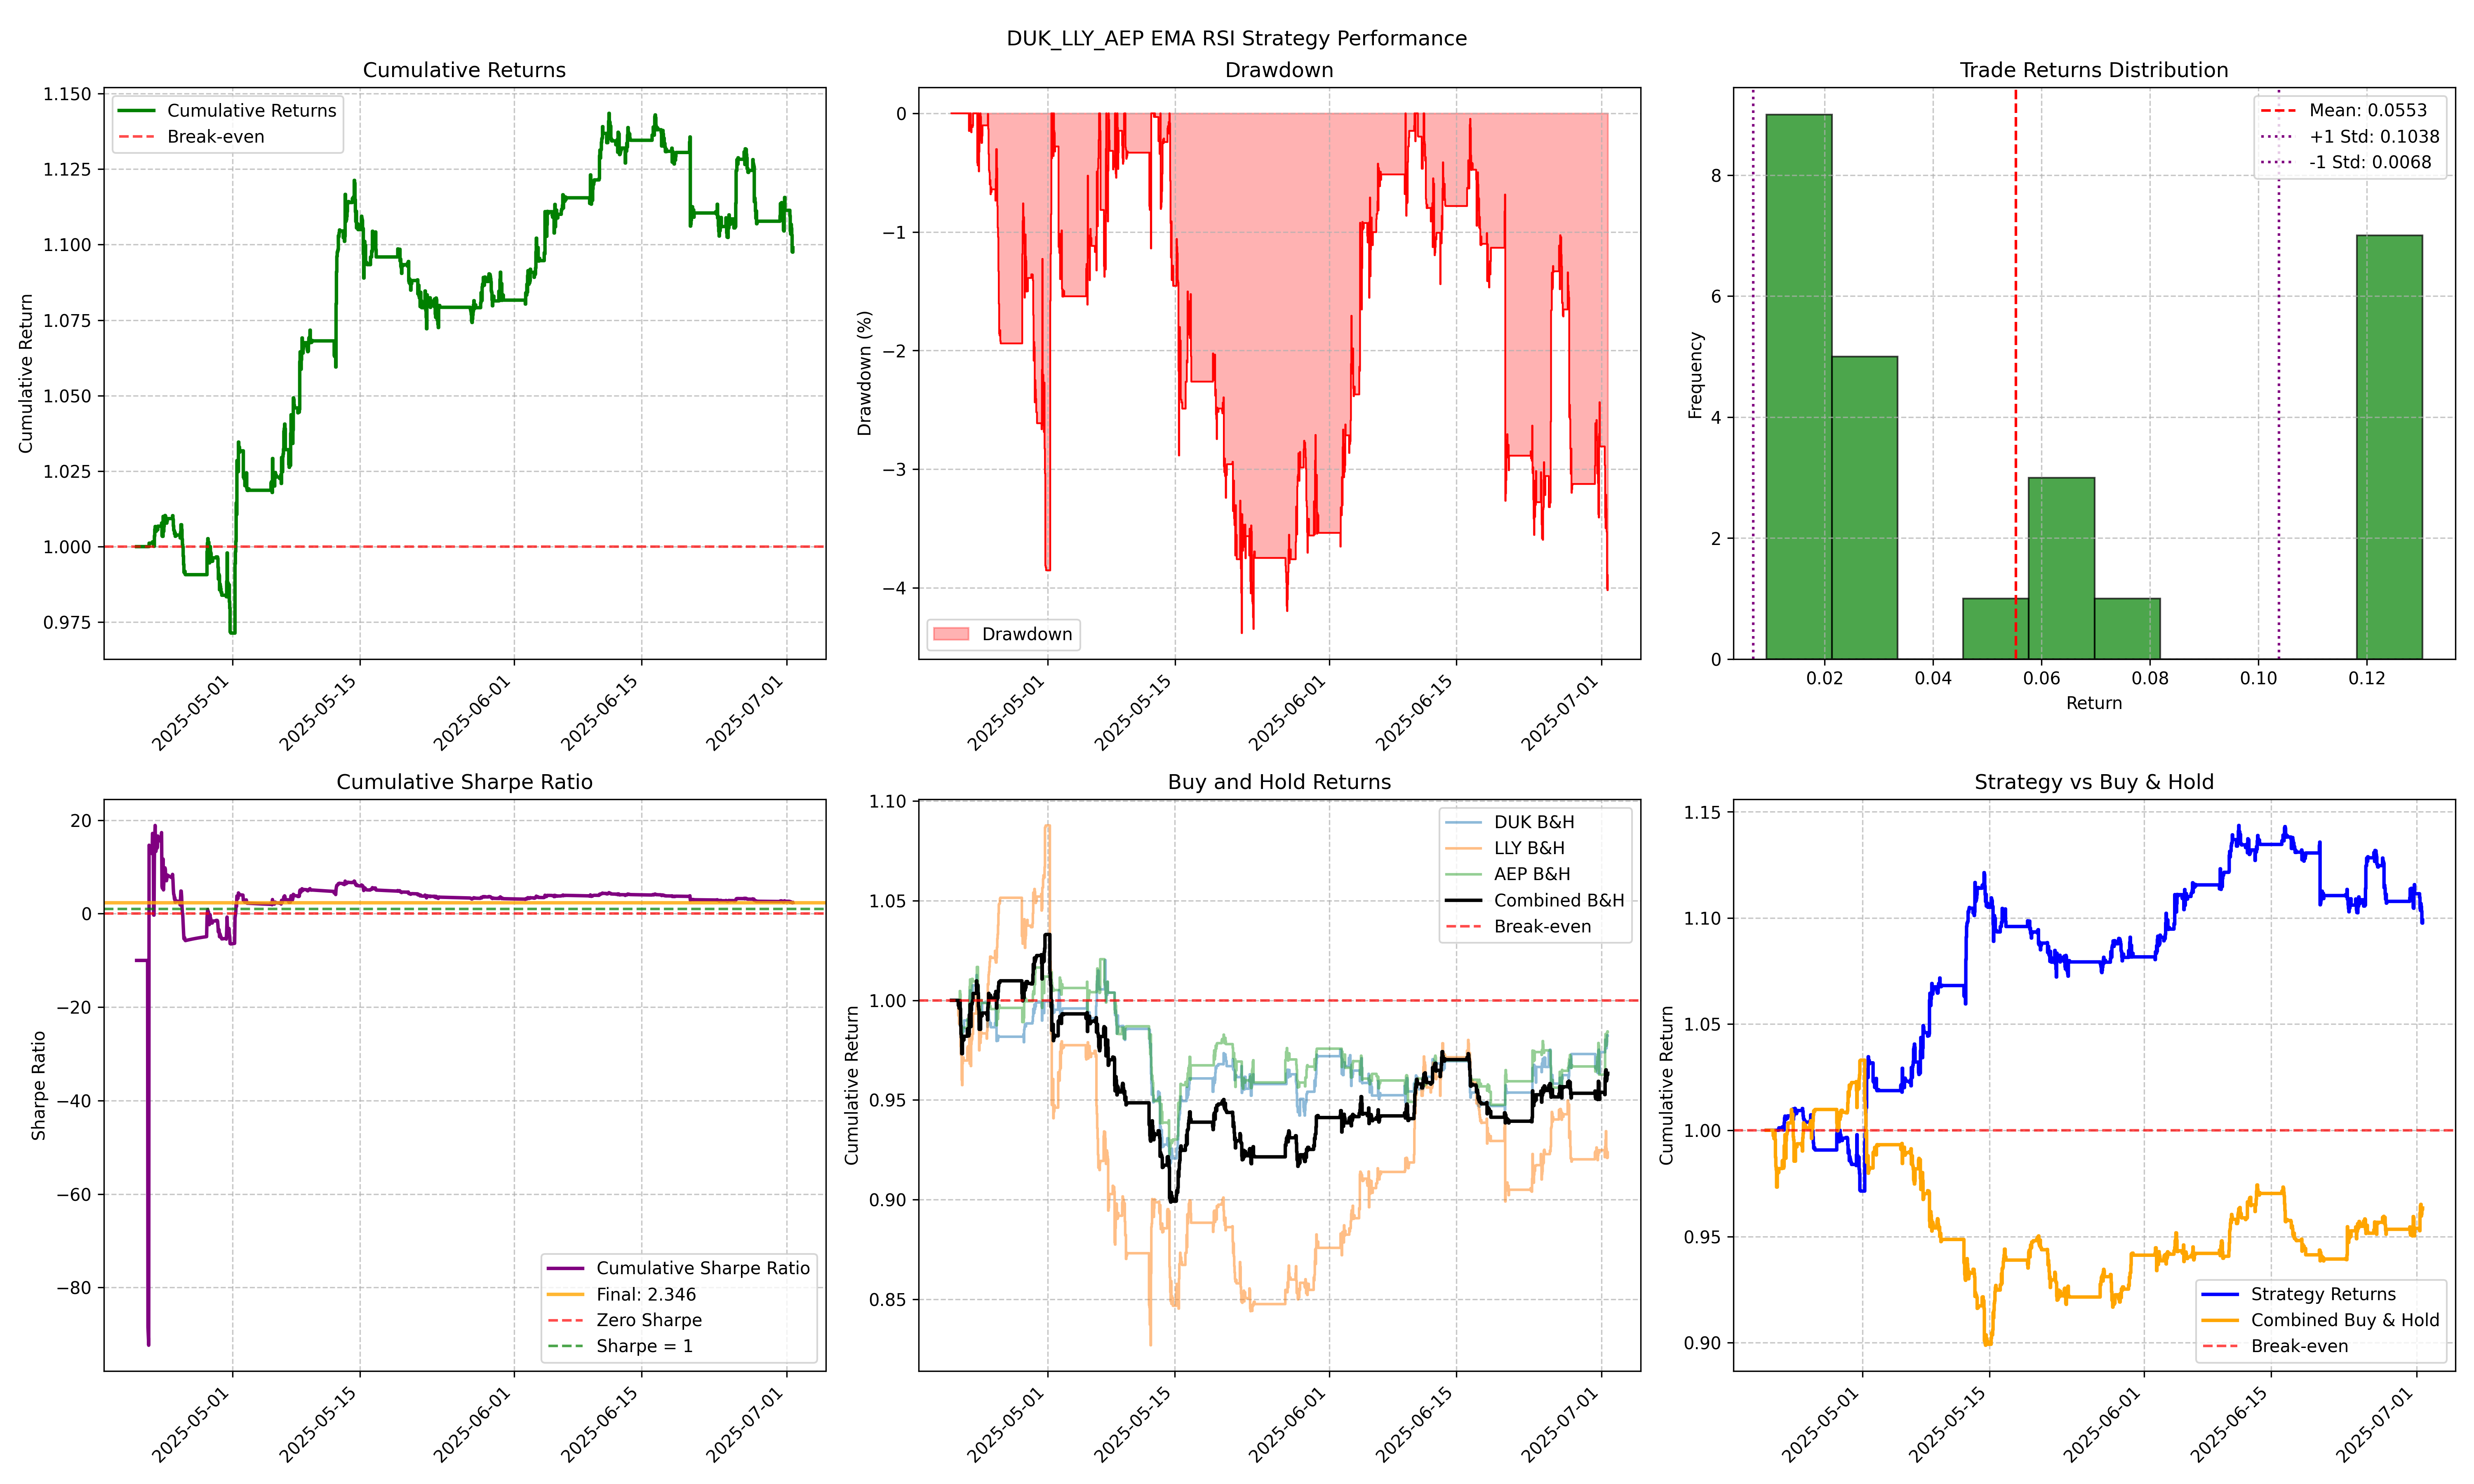 DUK_LLY_AEP EMA RSI Strategy Performance
Cumulative Returns
Cumulative Return
1.150
1.125
1.100
1.075
1.050
1.025
1.000
0.975
Cumulative Returns
Break-even
2025-05-01
2025-05-15
2025-06-01
2025-06-15
2025-07-01
Drawdown
Drawdown (%)
0
−1
−2
−3
−4
Drawdown
2025-05-01
2025-05-15
2025-06-01
2025-06-15
2025-07-01
Trade Returns Distribution
Frequency
8
6
4
2
0
Mean: 0.0553
+1 Std: 0.1038
-1 Std: 0.0068
0.02
0.04
0.06
0.08
0.10
0.12
Return
Cumulative Sharpe Ratio
Sharpe Ratio
20
0
−20
−40
−60
−80
Cumulative Sharpe Ratio
Final: 2.346
Zero Sharpe
Sharpe = 1
2025-05-01
2025-05-15
2025-06-01
2025-06-15
2025-07-01
Buy and Hold Returns
Cumulative Return
1.10
1.05
1.00
0.95
0.90
0.85
DUK B&H
LLY B&H
AEP B&H
Combined B&H
Break-even
2025-05-01
2025-05-15
2025-06-01
2025-06-15
2025-07-01
Strategy vs Buy & Hold
Cumulative Return
1.15
1.10
1.05
1.00
0.95
0.90
Strategy Returns
Combined Buy & Hold
Break-even
2025-05-01
2025-05-15
2025-06-01
2025-06-15
2025-07-01